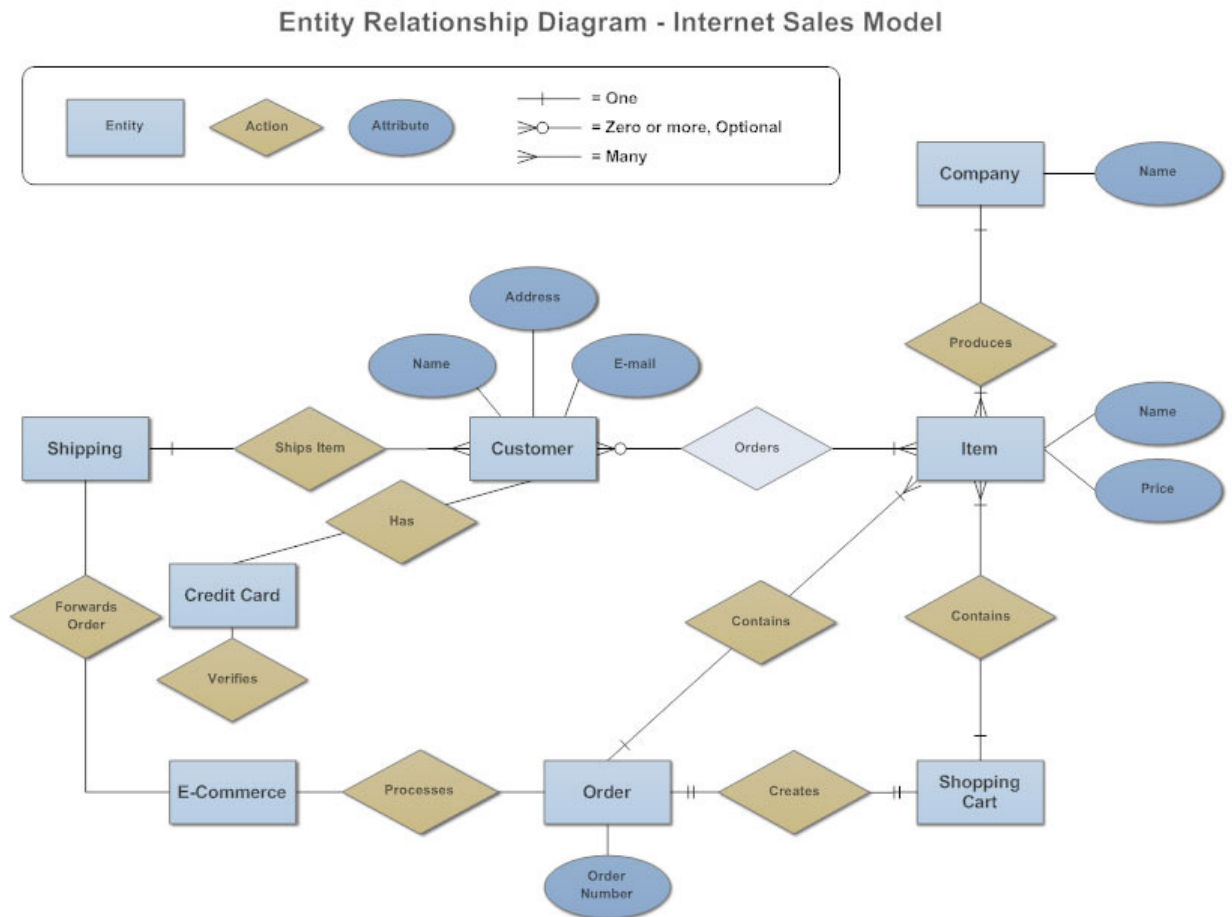 Entity Relationship Diagram - Internet Sales Model
Entity
Action
Attribute
= One
= Zero or more, Optional
= Many
Company
Name
Address
Name
E-mail
Produces
Name
Shipping
Ships Item
Customer
Orders
Item
Price
Has
Credit Card
Forwards
Order
Contains
Contains
Verifies
E-Commerce
Processes
Order
Creates
Shopping
Cart
Order
Number